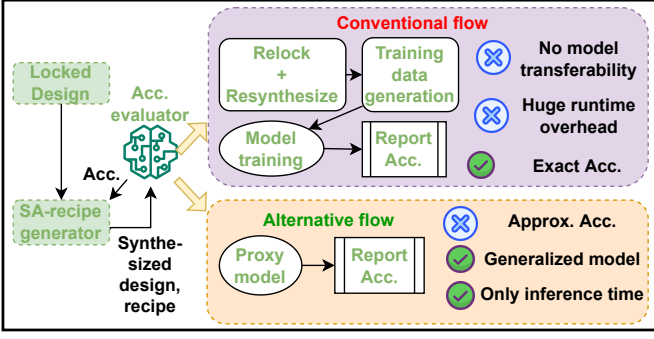 Conventional flow
Locked
Design
Acc.
evaluator
Relock
+
Resynthesize
Training
data
generation
No model
transferability
Model
training
Report
Acc.
Huge runtime
overhead
Exact Acc.
Acc.
SA-recipe
generator
Synthe-
sized
design,
recipe
Alternative flow
Proxy
model
Report
Acc.
Approx. Acc.
Generalized model
Only inference time